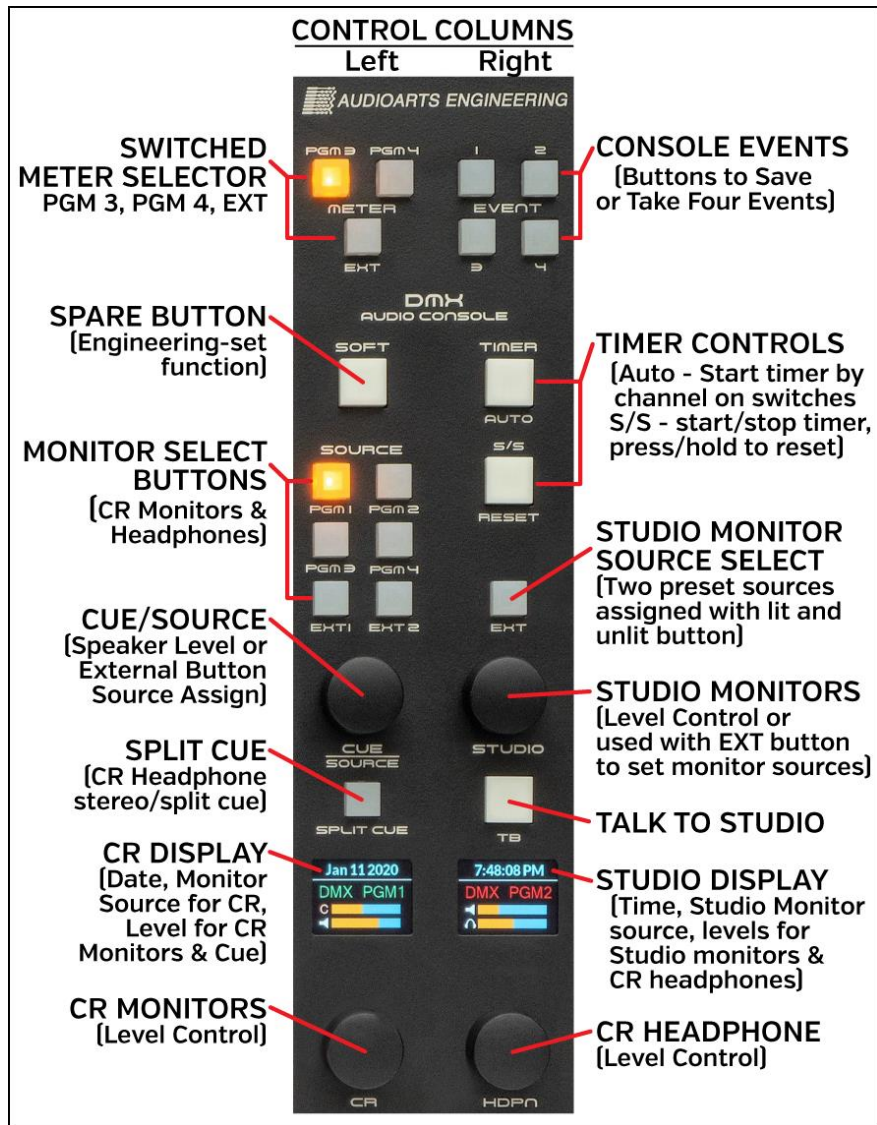 CONTROL COLUMNS
Left Right
AUDIOARTS ENGINEERING
SWITCHED
METER SELECTOR
PGM 3, PGM 4, EXT
PGM 3 PGM 4
METER
EXT
1 2
EVENT
3 4
CONSOLE EVENTS
(Buttons to Save
or Take Four Events)
DMX
AUDIO CONSOLE
SPARE BUTTON
(Engineering-set
function)
SOFT
TIMER
AUTO
S/S
RESET
TIMER CONTROLS
(Auto - Start timer by
channel on switches
S/S - start/stop timer,
press/hold to reset)
MONITOR SELECT
BUTTONS
(CR Monitors &
Headphones)
SOURCE
PGM 1 PGM 2
PGM 3 PGM 4
EXT1 EXT2
EXT
STUDIO MONITOR
SOURCE SELECT
(Two preset sources
assigned with lit and
unlit button)
CUE/SOURCE
(Speaker Level or
External Button
Source Assign)
CUE
SOURCE
STUDIO
STUDIO MONITORS
(Level Control or
used with EXT button
to set monitor sources)
SPLIT CUE
(CR Headphone
stereo/split cue)
SPLIT CUE
TB
TALK TO STUDIO
CR DISPLAY
(Date, Monitor
Source for CR,
Level for CR
Monitors & Cue)
Jan 11 2020
DMX PGM1
C
7:48:08 PM
DMX PGM2
STUDIO DISPLAY
(Time, Studio Monitor
source, levels for
Studio monitors &
CR headphones)
CR MONITORS
(Level Control)
CR
HDPN
CR HEADPHONE
(Level Control)